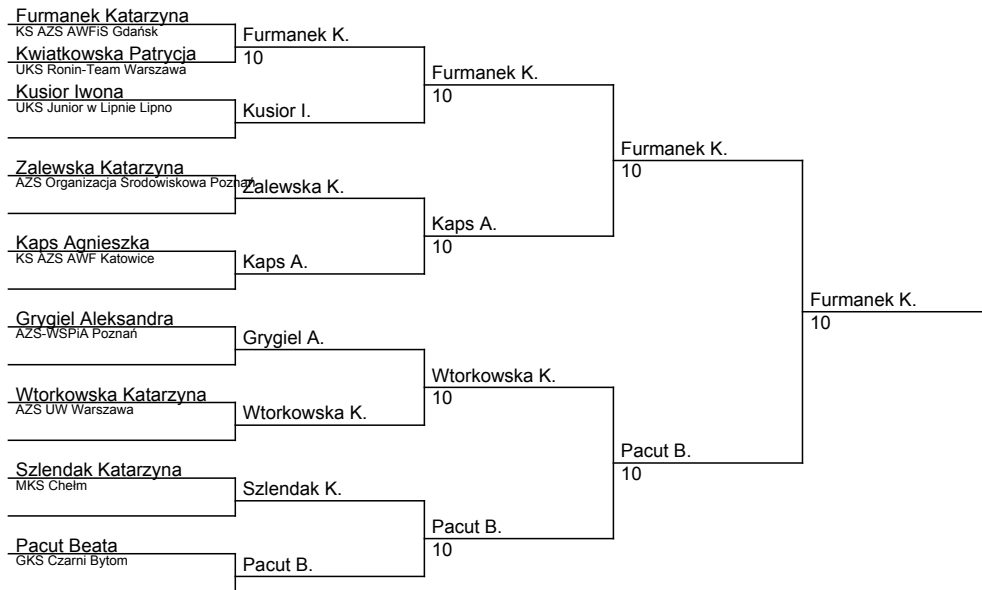 Furmanek Katarzyna
KS AZS AWFiS Gdańsk
Kwiatkowska Patrycja
UKS Ronin-Team Warszawa
Kusior Iwona
UKS Junior w Lipnie Lipno
Zalewska Katarzyna
AZS Organizacja Środowiskowa Poznań
Kaps Agnieszka
KS AZS AWF Katowice
Grygiel Aleksandra
AZS-WSPiA Poznań
Wtorkowska Katarzyna
AZS UW Warszawa
Szlendak Katarzyna
MKS Chełm
Pacut Beata
GKS Czarni Bytom
Furmanek K.
10
Kusior I.
Zalewska K.
Kaps A.
Grygiel A.
Wtorkowska K.
Szlendak K.
Pacut B.
Furmanek K.
10
Kaps A.
10
Wtorkowska K.
10
Pacut B.
10
Furmanek K.
10
Pacut B.
10
Furmanek K.
10